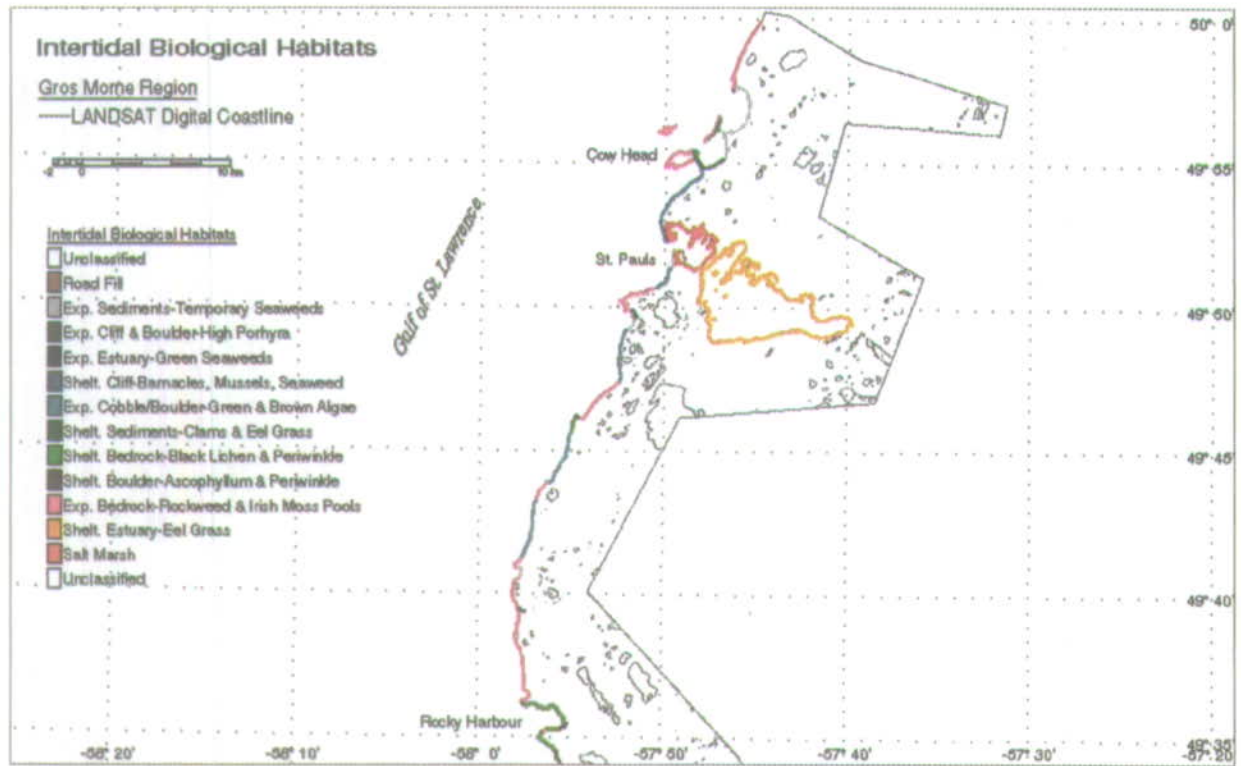 Intertidal Biological Habitats
Gros Morne Region
LANDSAT Digital Coastline
-2 0 10 km
Intertidal Biological Habitats
Unclassified
Road Fill
Exp. Sediments-Temporary Seaweeds
Exp. Cliff & Boulder-High Porhyra
Exp. Estuary-Green Seaweeds
Shelt. Cliff-Barnacles, Mussels, Seaweed
Exp. Cobble/Boulder-Green & Brown Algae
Shelt. Sediments-Clams & Eel Grass
Shelt. Bedrock-Black Lichen & Periwinkle
Shelt. Boulder-Ascophyllum & Periwinkle
Exp. Bedrock-Rockweed & Irish Moss Pools
Shelt. Estuary-Eel Grass
Salt Marsh
Unclassified
Gulf of St. Lawrence
Cow Head
St. Pauls
Rocky Harbour
50° 0'
49° 55'
49° 50'
49° 45'
49° 40'
49° 35'
-58° 20' -58° 10' -58° 0' -57° 50' -57° 40' -57° 30' -57° 20'